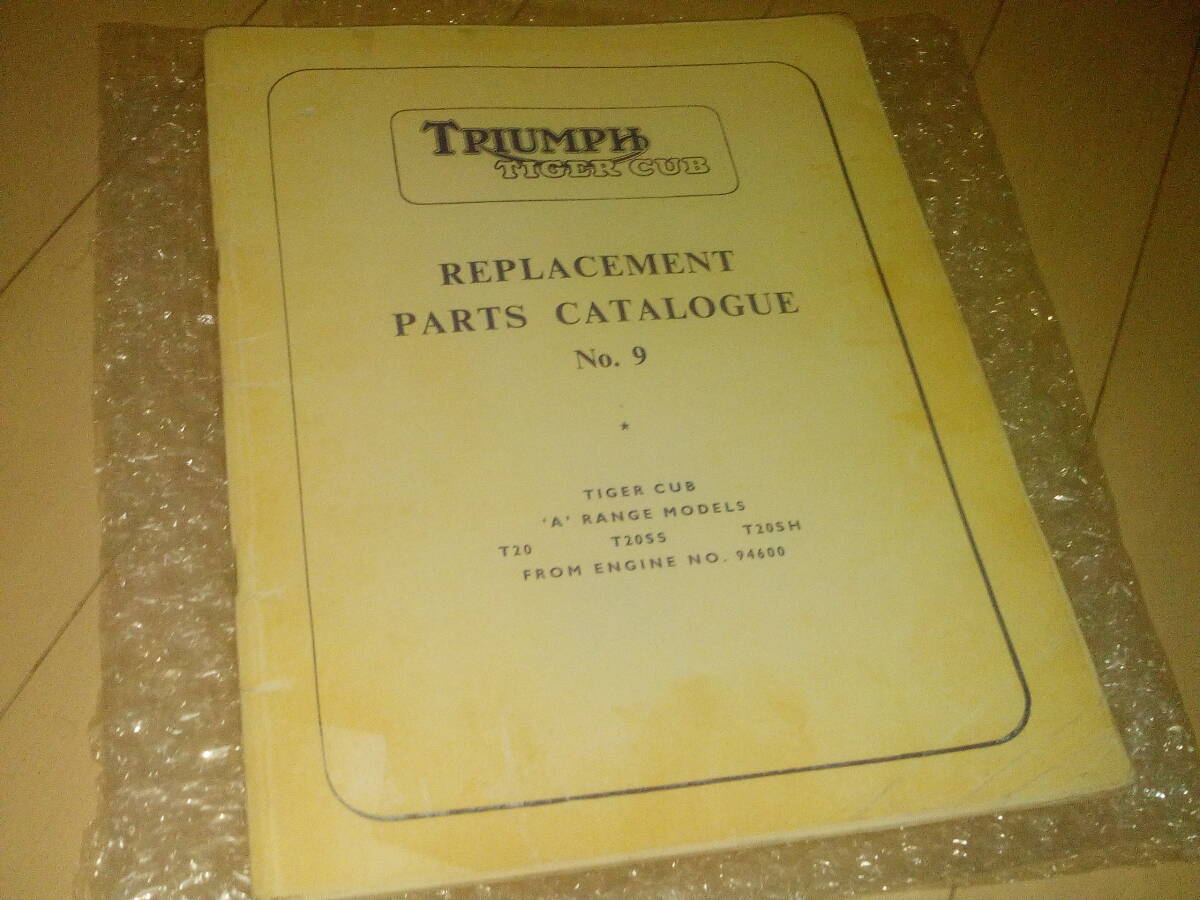 TRIUMPH
TIGER CUB
REPLACEMENT
PARTS CATALOGUE
No. 9
*
TIGER CUB
'A' RANGE MODELS
T20 T20SS T20SH
FROM ENGINE NO. 94600